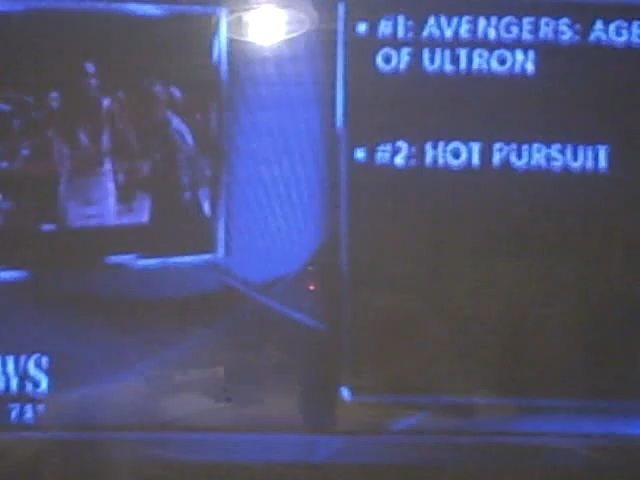 • #1: AVENGERS: AGE
OF ULTRON
• #2: HOT PURSUIT
WS